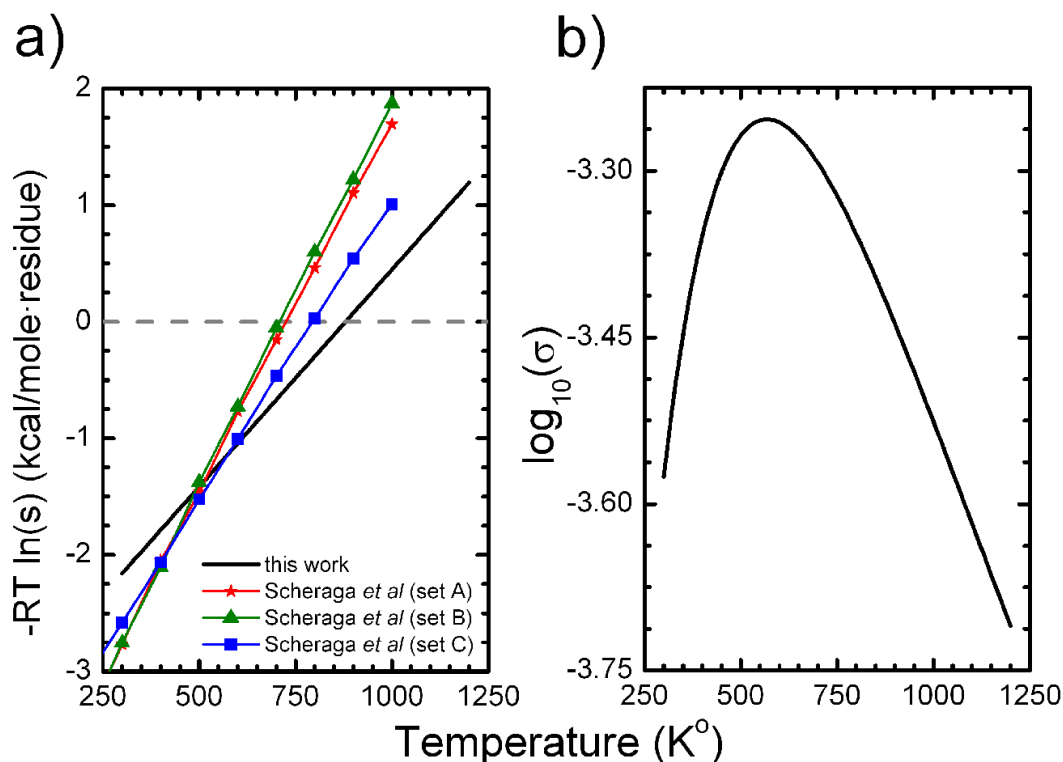 a)
-RT ln(s) (kcal/mole·residue)
2
1
0
-1
-2
-3
250 500 750 1000 1250
this work
Scheraga et al (set A)
Scheraga et al (set B)
Scheraga et al (set C)
b)
log10(σ)
-3.30
-3.45
-3.60
-3.75
250 500 750 1000 1250
Temperature (K°)